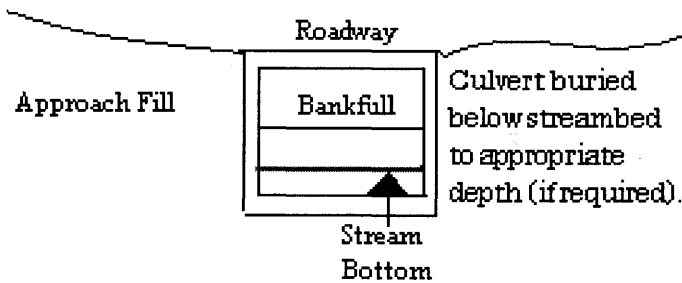 Roadway
Approach Fill
Bankfull
Culvert buried
below streambed
to appropriate
depth (if required).
Stream
Bottom